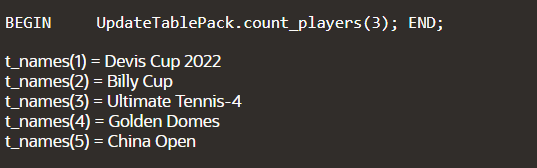 BEGIN     UpdateTablePack.count_players(3); END;
t_names(1) = Devis Cup 2022
t_names(2) = Billy Cup
t_names(3) = Ultimate Tennis-4
t_names(4) = Golden Domes
t_names(5) = China Open